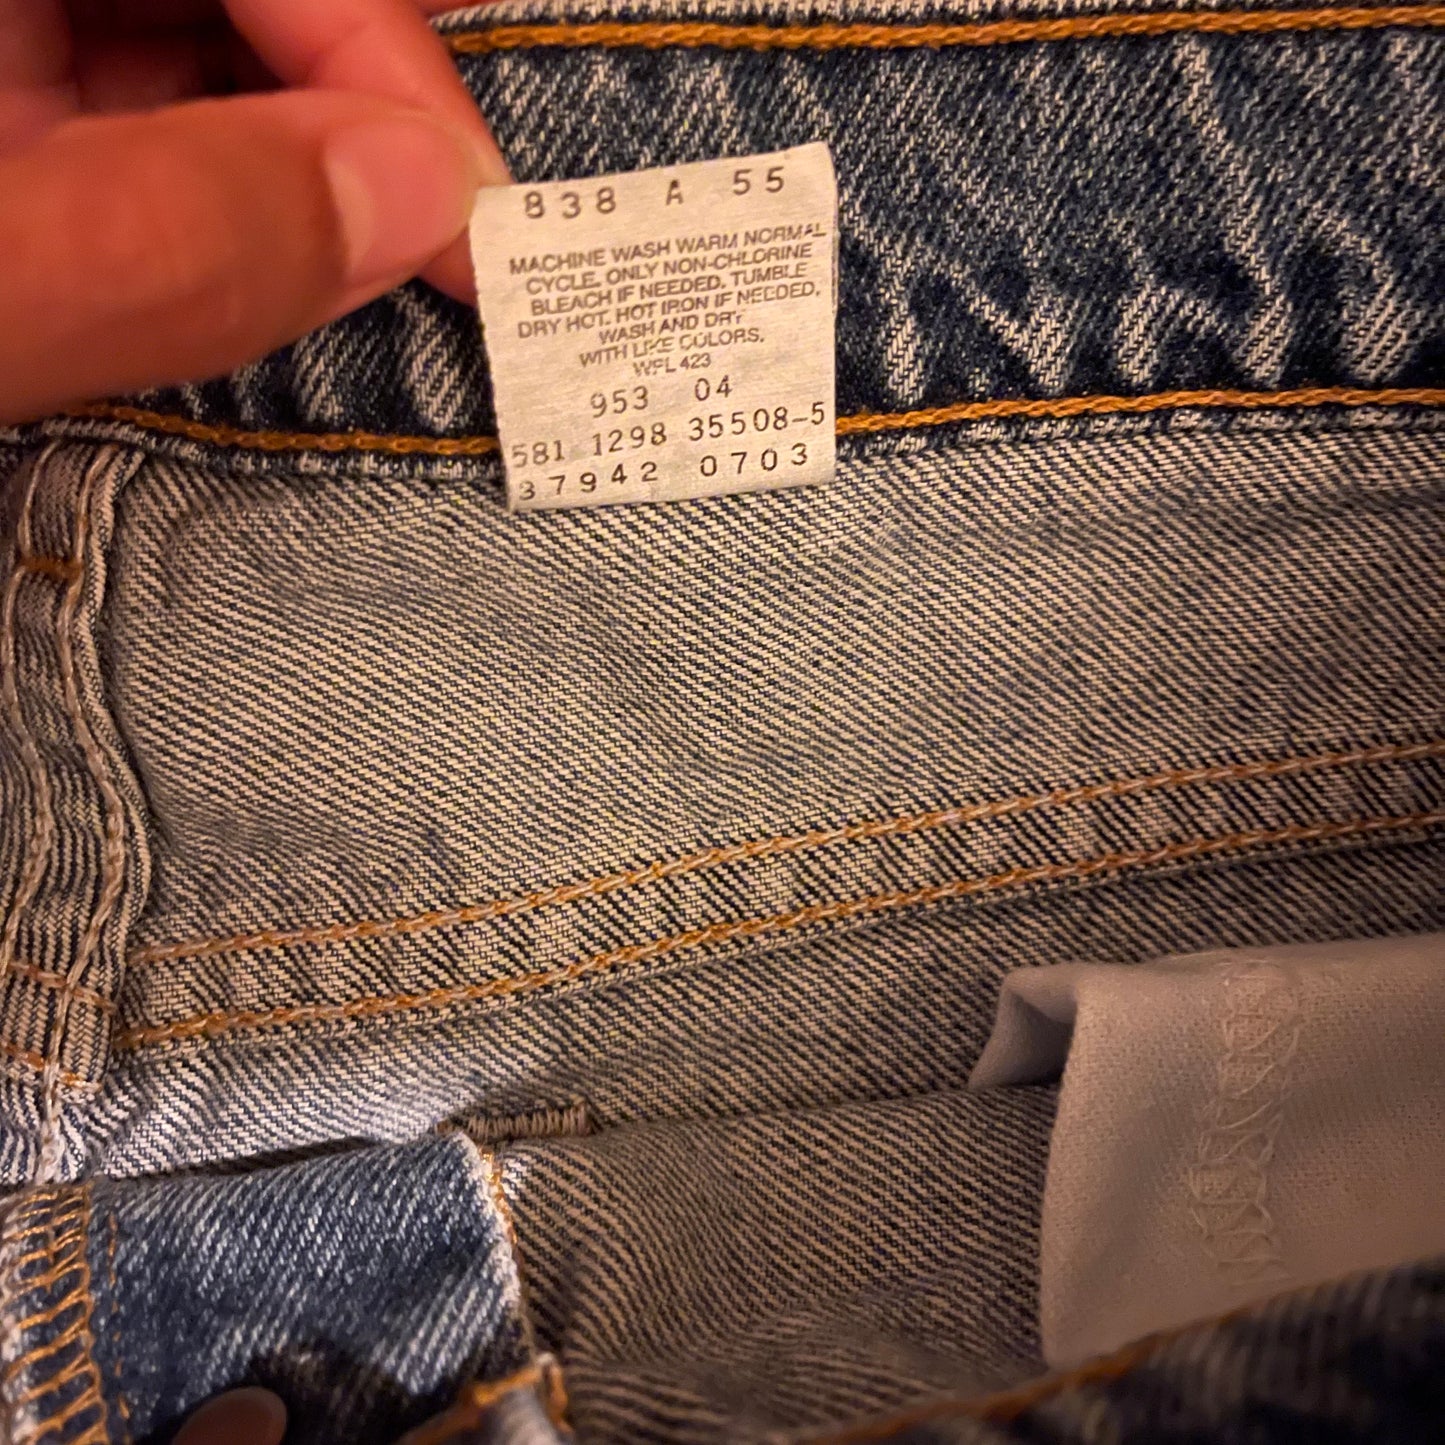 838 A 55
MACHINE WASH WARM NORMAL
CYCLE. ONLY NON-CHLORINE
BLEACH IF NEEDED. TUMBLE
DRY HOT. HOT IRON IF NEEDED.
WASH AND DRY
WITH LIKE COLORS.
WPL 423
953 04
581 1298 35508-5
37942 0703